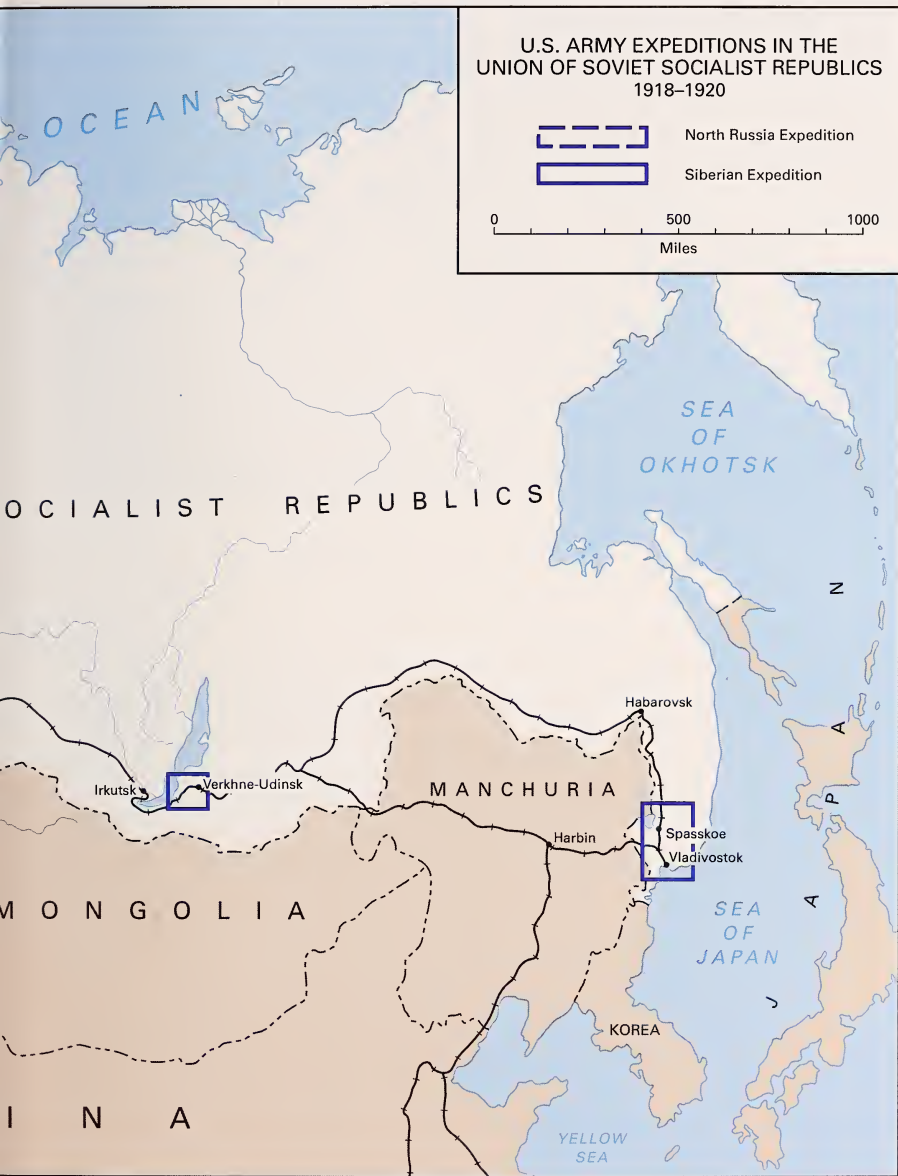 U.S. ARMY EXPEDITIONS IN THE
UNION OF SOVIET SOCIALIST REPUBLICS
1918–1920
North Russia Expedition
Siberian Expedition
0 500 1000
Miles
OCEAN
SEA
OF
OKHOTSK
OCIALIST REPUBLICS
Habarovsk
Irkutsk
Verkhne-Udinsk
MANCHURIA
Harbin
Spasskoe
Vladivostok
MONGOLIA
SEA
OF
JAPAN
JAPAN
KOREA
INA
YELLOW
SEA